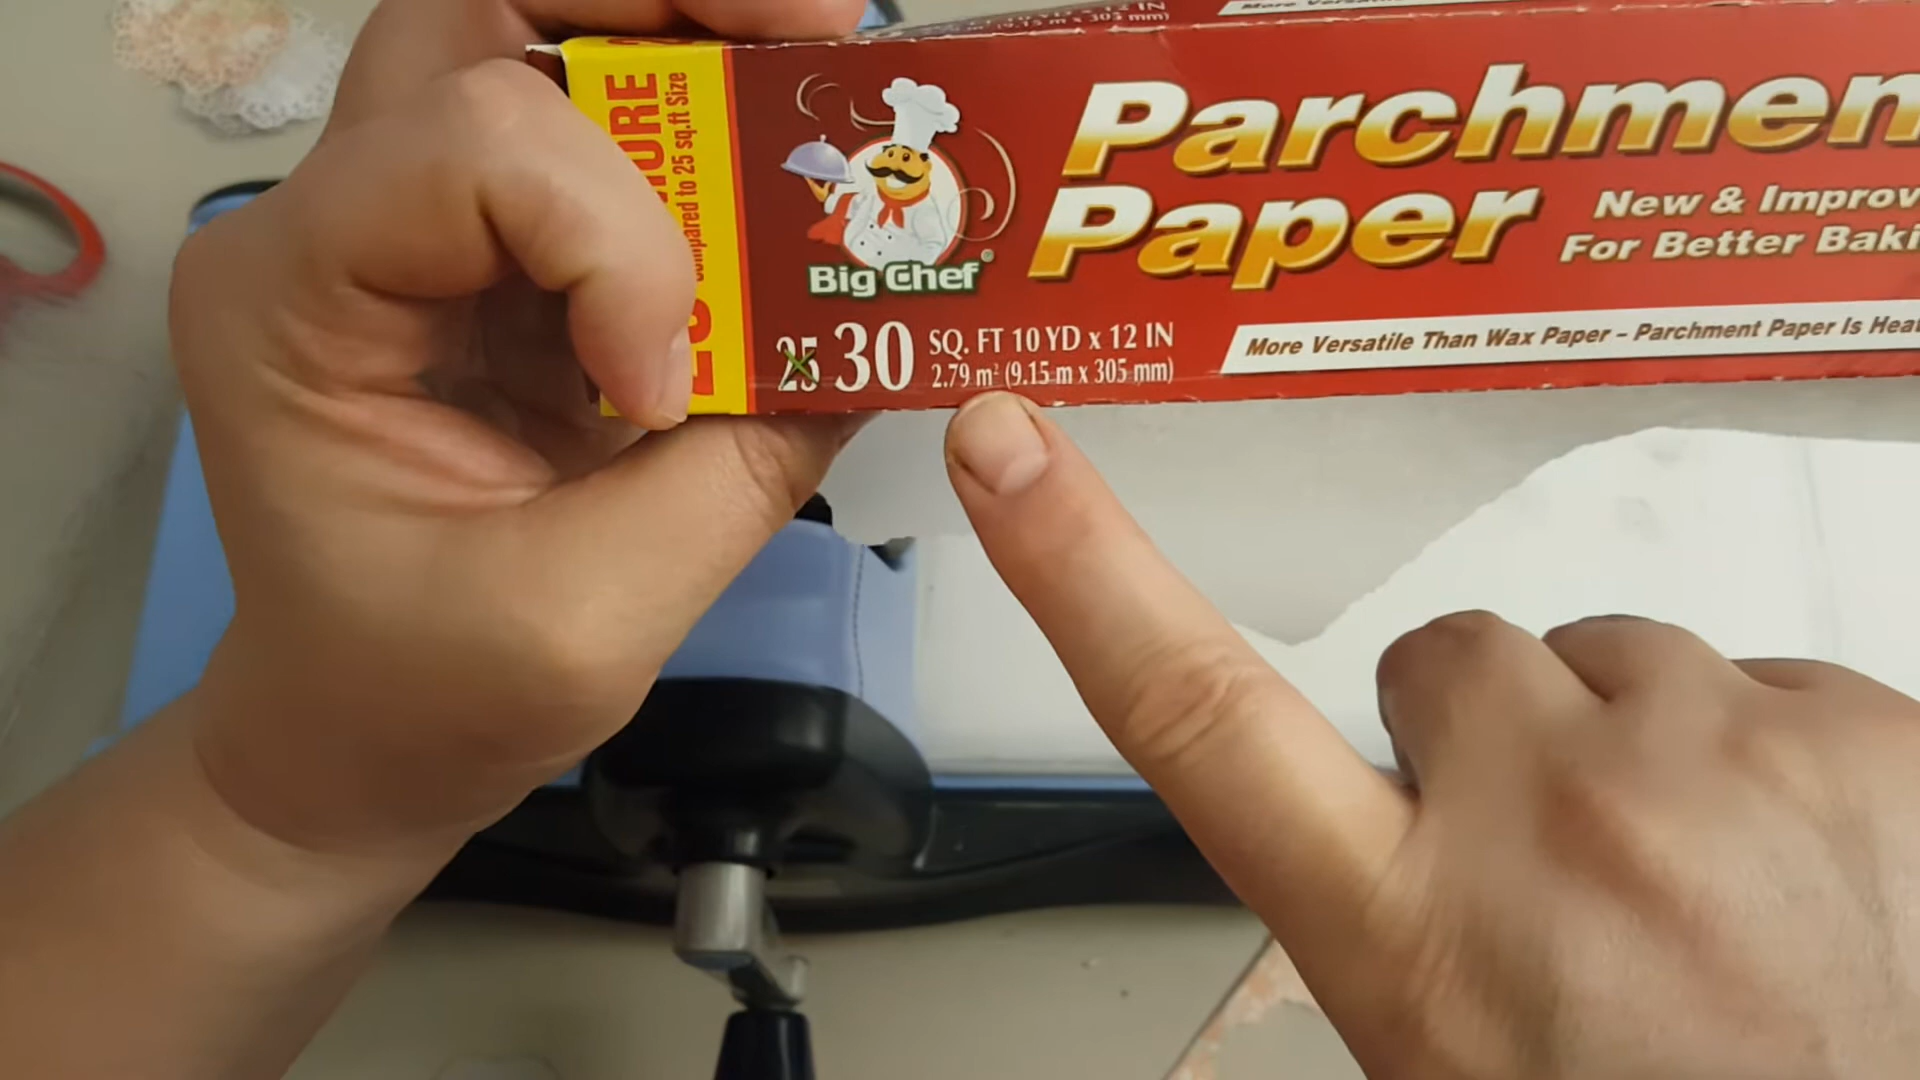 MORE
compared to 25 sq.ft Size
Big Chef®
Parchmen
Paper
New & Improv
For Better Baki
25 30 SQ. FT 10 YD x 12 IN
2.79 m² (9.15 m x 305 mm)
More Versatile Than Wax Paper – Parchment Paper Is Heat